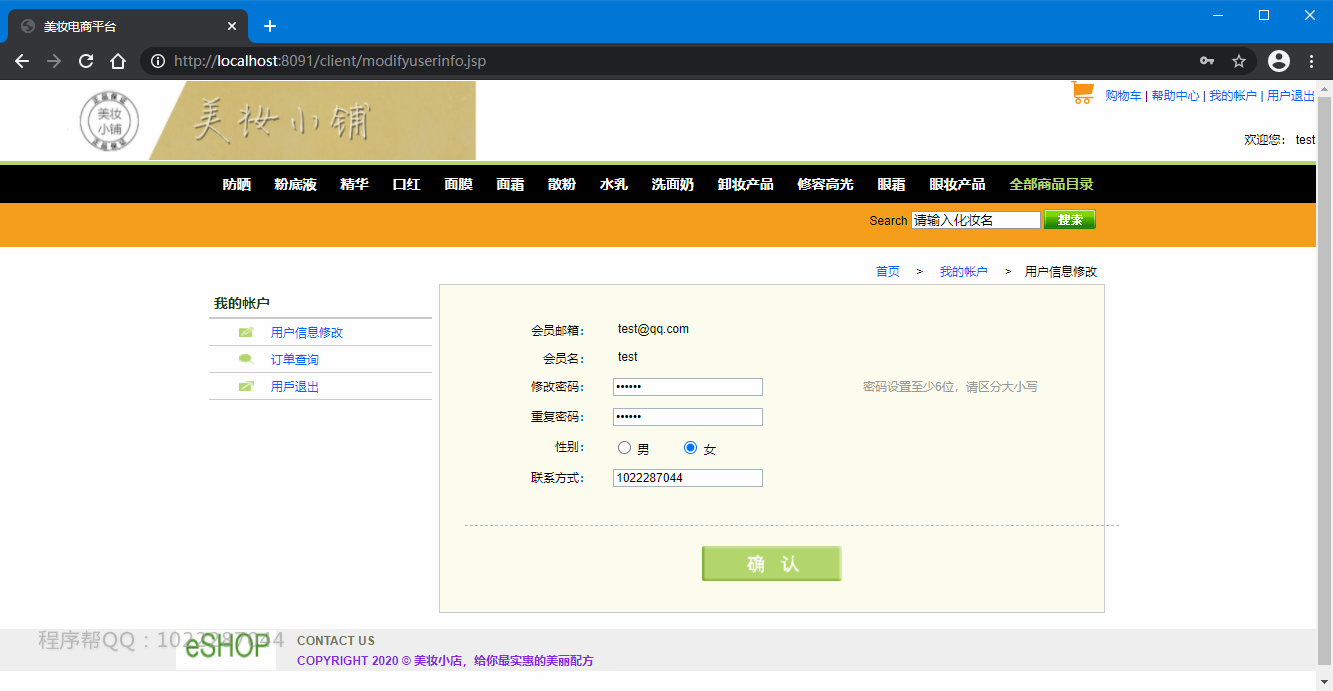 美妆电商平台
http://localhost:8091/client/modifyuserinfo.jsp
正品保证
美妆
小铺
正品保证
美妆小铺
购物车 | 帮助中心 | 我的帐户 | 用户退出
欢迎您: test
防晒 粉底液 精华 口红 面膜 面霜 散粉 水乳 洗面奶 卸妆产品 修容高光 眼霜 眼妆产品 全部商品目录
Search 请输入化妆名 搜索
首页 > 我的帐户 > 用户信息修改
我的帐户
用户信息修改
订单查询
用戶退出
会员邮箱: test@qq.com
会员名: test
修改密码: •••••• 密码设置至少6位，请区分大小写
重复密码: ••••••
性别: 男 女
联系方式: 1022287044
确 认
程序帮QQ：1022287044
eSHOP
CONTACT US
COPYRIGHT 2020 © 美妆小店，给你最实惠的美丽配方